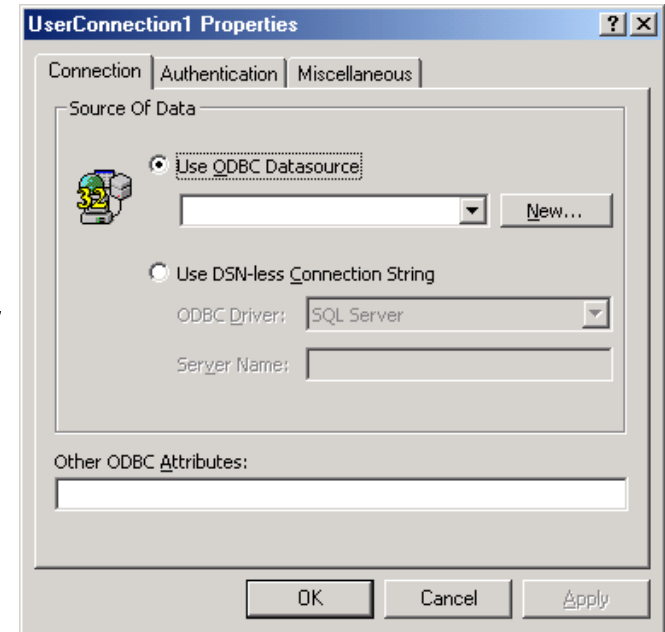 UserConnection1 Properties
Connection Authentication Miscellaneous
Source Of Data
32
Use ODBC Datasource
New...
Use DSN-less Connection String
ODBC Driver: SQL Server
Server Name:
Other ODBC Attributes:
OK Cancel Apply